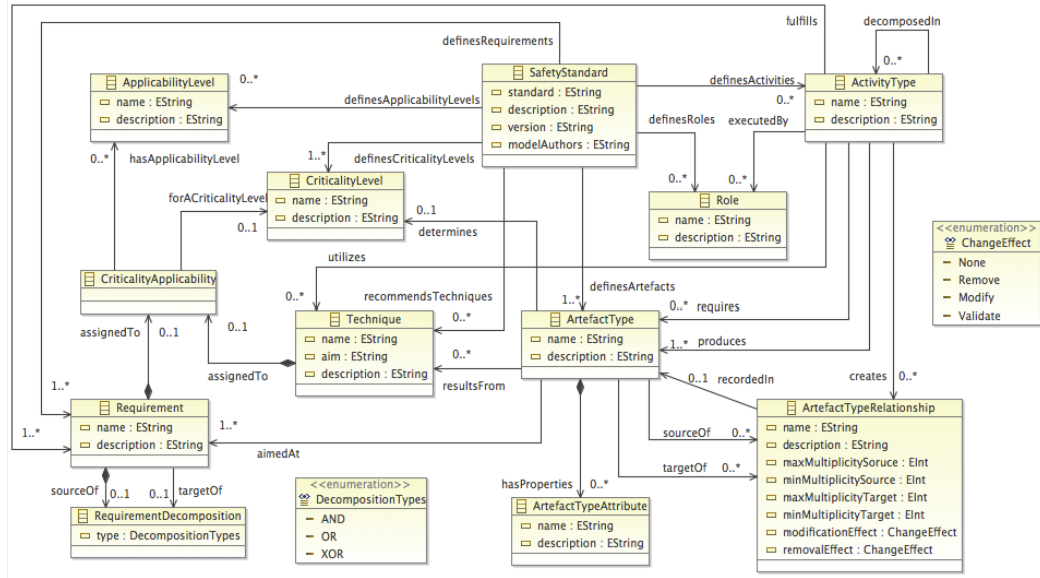 fulfills
decomposedIn
definesRequirements
0..*
0..*
ApplicabilityLevel
name : EString
description : EString
definesApplicabilityLevels
SafetyStandard
standard : EString
description : EString
version : EString
modelAuthors : EString
definesActivities
0..*
ActivityType
name : EString
description : EString
definesRoles
executedBy
0..*
hasApplicabilityLevel
1..*
definesCriticalityLevels
CriticalityLevel
name : EString
description : EString
forACriticalityLevel
0..1
0..1
determines
0..*
0..*
Role
name : EString
description : EString
<<enumeration>>
ChangeEffect
None
Remove
Modify
Validate
CriticalityApplicability
utilizes
0..*
recommendsTechniques
0..*
definesArtefacts
1..*
0..*
requires
assignedTo
0..1
0..1
Technique
name : EString
aim : EString
description : EString
ArtefactType
name : EString
description : EString
1..*
produces
assignedTo
0..*
resultsFrom
0..1
recordedIn
creates
0..*
1..*
Requirement
name : EString
description : EString
1..*
1..*
aimedAt
sourceOf
0..*
targetOf
0..*
ArtefactTypeRelationship
name : EString
description : EString
maxMultiplicitySoruce : EInt
minMultiplicitySource : EInt
maxMultiplicityTarget : EInt
minMultiplicityTarget : EInt
modificationEffect : ChangeEffect
removalEffect : ChangeEffect
sourceOf
0..1
0..1
targetOf
RequirementDecomposition
type : DecompositionTypes
<<enumeration>>
DecompositionTypes
AND
OR
XOR
hasProperties
0..*
ArtefactTypeAttribute
name : EString
description : EString